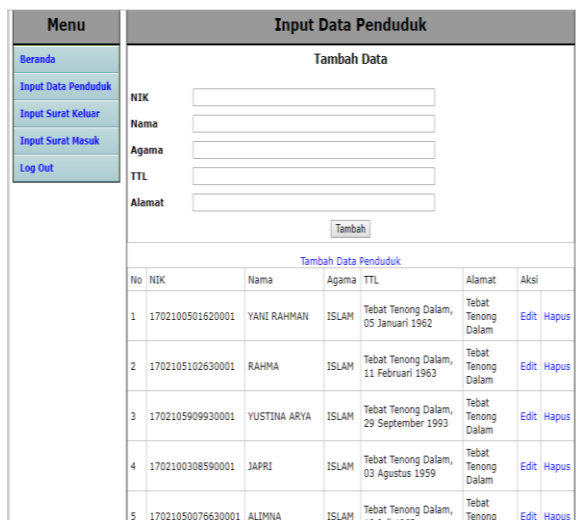 Menu
Input Data Penduduk
Beranda
Input Data Penduduk
Input Surat Keluar
Input Surat Masuk
Log Out
Tambah Data
NIK
Nama
Agama
TTL
Alamat
Tambah
Tambah Data Penduduk
No NIK Nama Agama TTL Alamat Aksi
1 1702100501620001 YANI RAHMAN ISLAM Tebat Tenong Dalam, 05 Januari 1962 Tebat Tenong Dalam Edit Hapus
2 1702105102630001 RAHMA ISLAM Tebat Tenong Dalam, 11 Februari 1963 Tebat Tenong Dalam Edit Hapus
3 1702105909930001 YUSTINA ARYA ISLAM Tebat Tenong Dalam, 29 September 1993 Tebat Tenong Dalam Edit Hapus
4 1702100308590001 JAPRI ISLAM Tebat Tenong Dalam, 03 Agustus 1959 Tebat Tenong Dalam Edit Hapus
5 17021050076630001 ALIMNA ISLAM Tebat Tenong Dalam, Tebat Tenong Edit Hapus